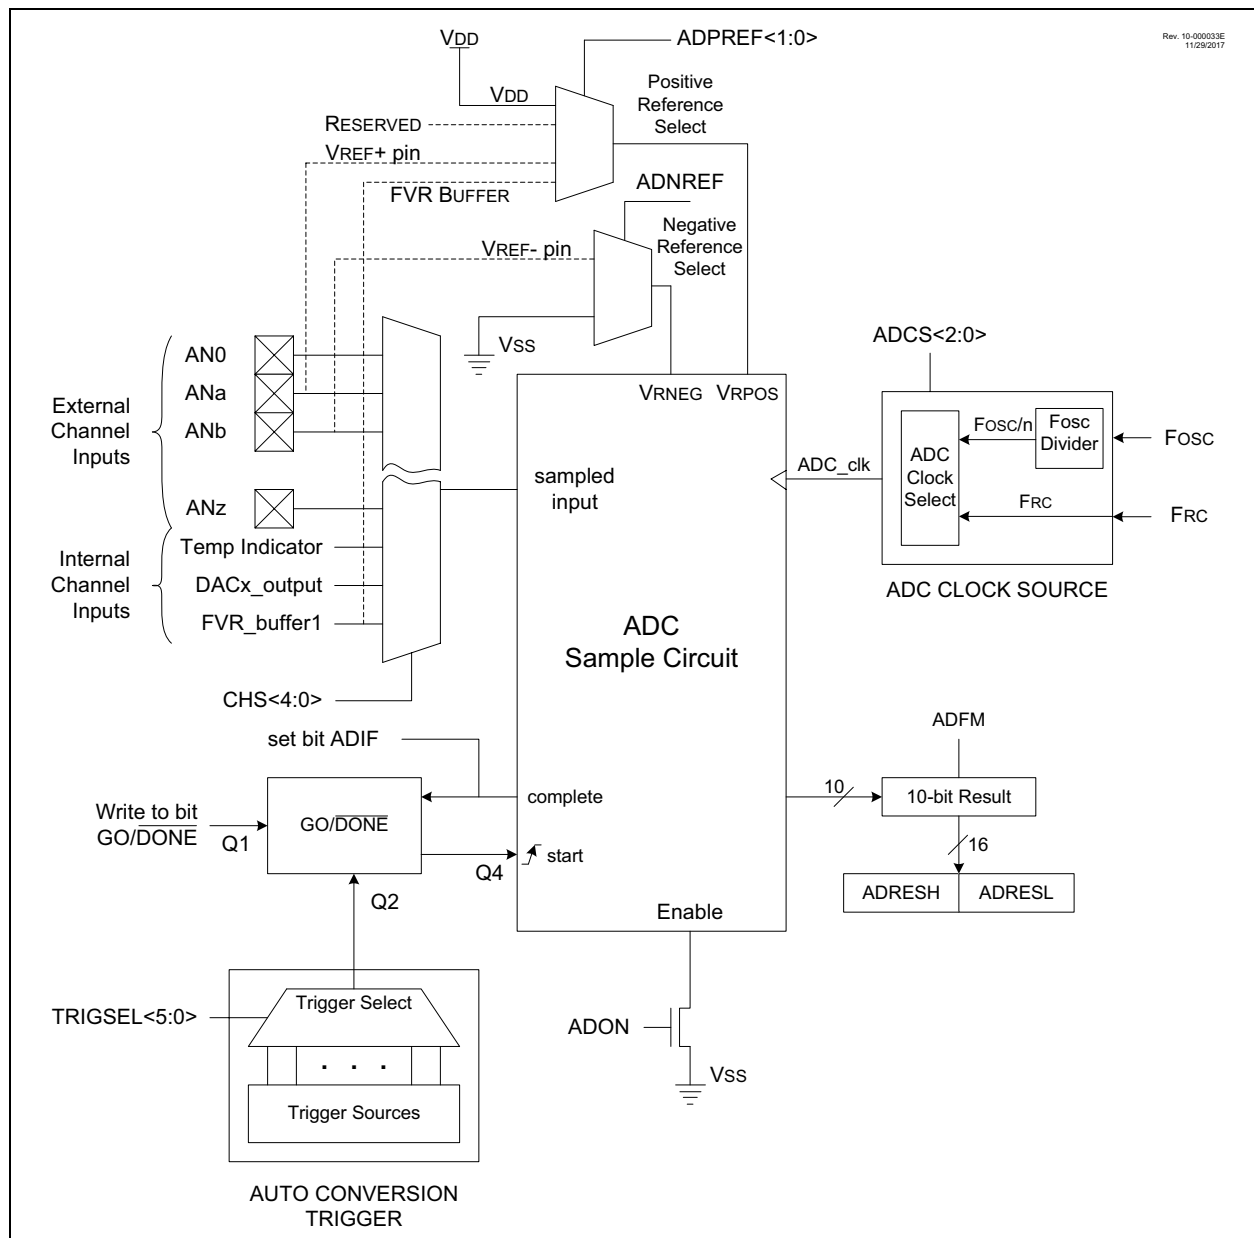 Rev. 10-000033E
11/29/2017
VDD
ADPREF<1:0>
VDD
Positive
Reference
Select
RESERVED
VREF+ pin
FVR BUFFER
ADNREF
Negative
Reference
Select
VREF- pin
VSS
External
Channel
Inputs
AN0
ANa
ANb
ANz
Internal
Channel
Inputs
Temp Indicator
DACx_output
FVR_buffer1
CHS<4:0>
VRNEG VRPOS
sampled
input
ADC_clk
ADCS<2:0>
ADC
Clock
Select
FOSC/n
Fosc
Divider
FOSC
FRC
FRC
ADC CLOCK SOURCE
ADC
Sample Circuit
set bit ADIF
complete
Write to bit
GO/DONE
Q1
GO/DONE
Q4
start
Q2
Enable
ADFM
10
10-bit Result
16
ADRESH
ADRESL
TRIGSEL<5:0>
Trigger Select
. . .
Trigger Sources
AUTO CONVERSION
TRIGGER
ADON
VSS